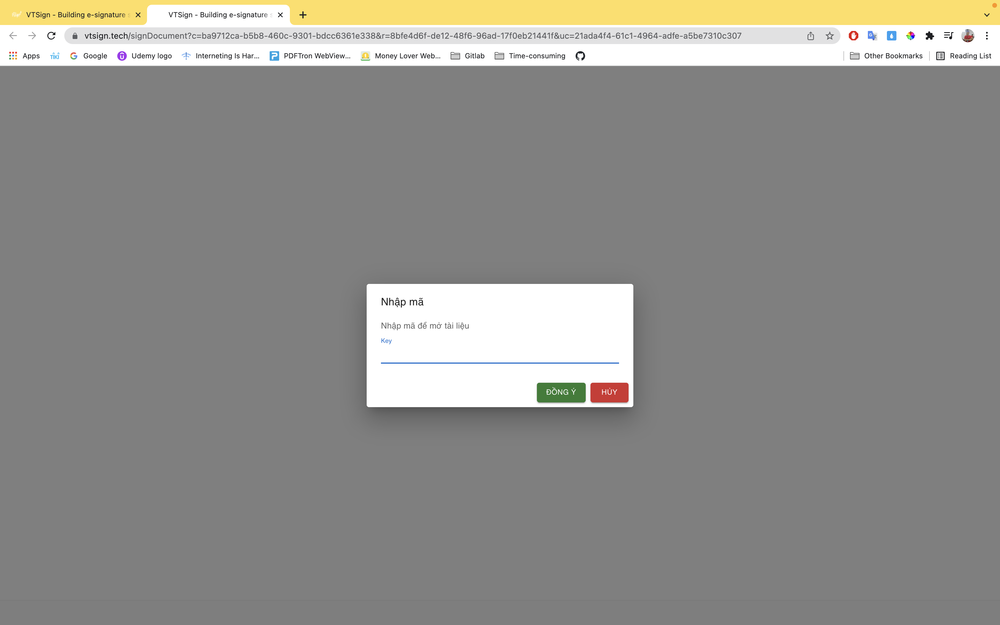 VTSign - Building e-signature
VTSign - Building e-signature
vtsign.tech/signDocument?c=ba9712ca-b5b8-460c-9301-bdcc6361e338&r=8bfe4d6f-de12-48f6-96ad-17f0eb21441f&uc=21ada4f4-61c1-4964-adfe-a5be7310c307
Apps TIKI Google Udemy logo Interneting Is Har... PDFTron WebView... Money Lover Web... Gitlab Time-consuming Other Bookmarks Reading List
Nhập mã
Nhập mã để mở tài liệu
Key
ĐỒNG Ý HỦY